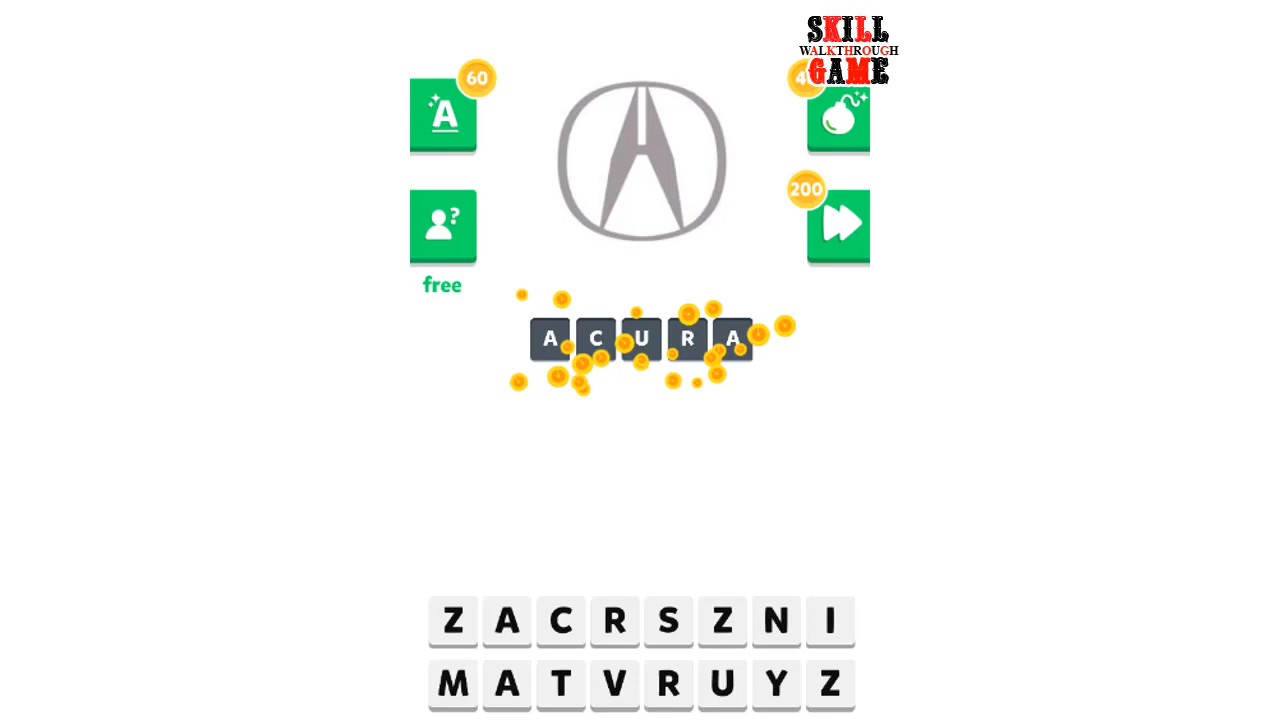 SKILL
WALKTHROUGH
GAME
60
A
200
?
free
A C U R A
Z A C R S Z N I
M A T V R U Y Z